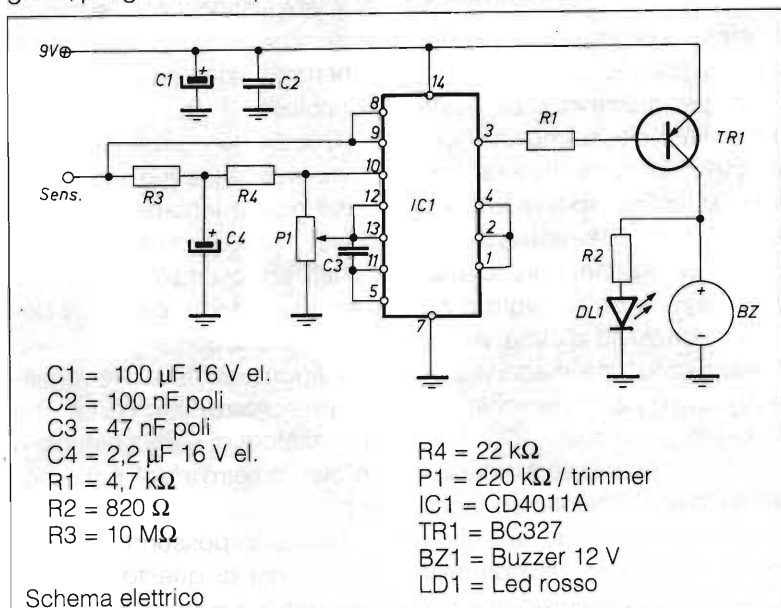 9V
C1
+
C2
14
8
9
3
R1
TR1
10
Sens.
R3
R4
12
IC1
4
+
C4
P1
13
2
C3
11
1
R2
5
+
DL1
BZ
-
7
C1 = 100 µF 16 V el.
C2 = 100 nF poli
C3 = 47 nF poli
C4 = 2,2 µF 16 V el.
R1 = 4,7 kΩ
R2 = 820 Ω
R3 = 10 MΩ
R4 = 22 kΩ
P1 = 220 kΩ / trimmer
IC1 = CD4011A
TR1 = BC327
BZ1 = Buzzer 12 V
LD1 = Led rosso
Schema elettrico